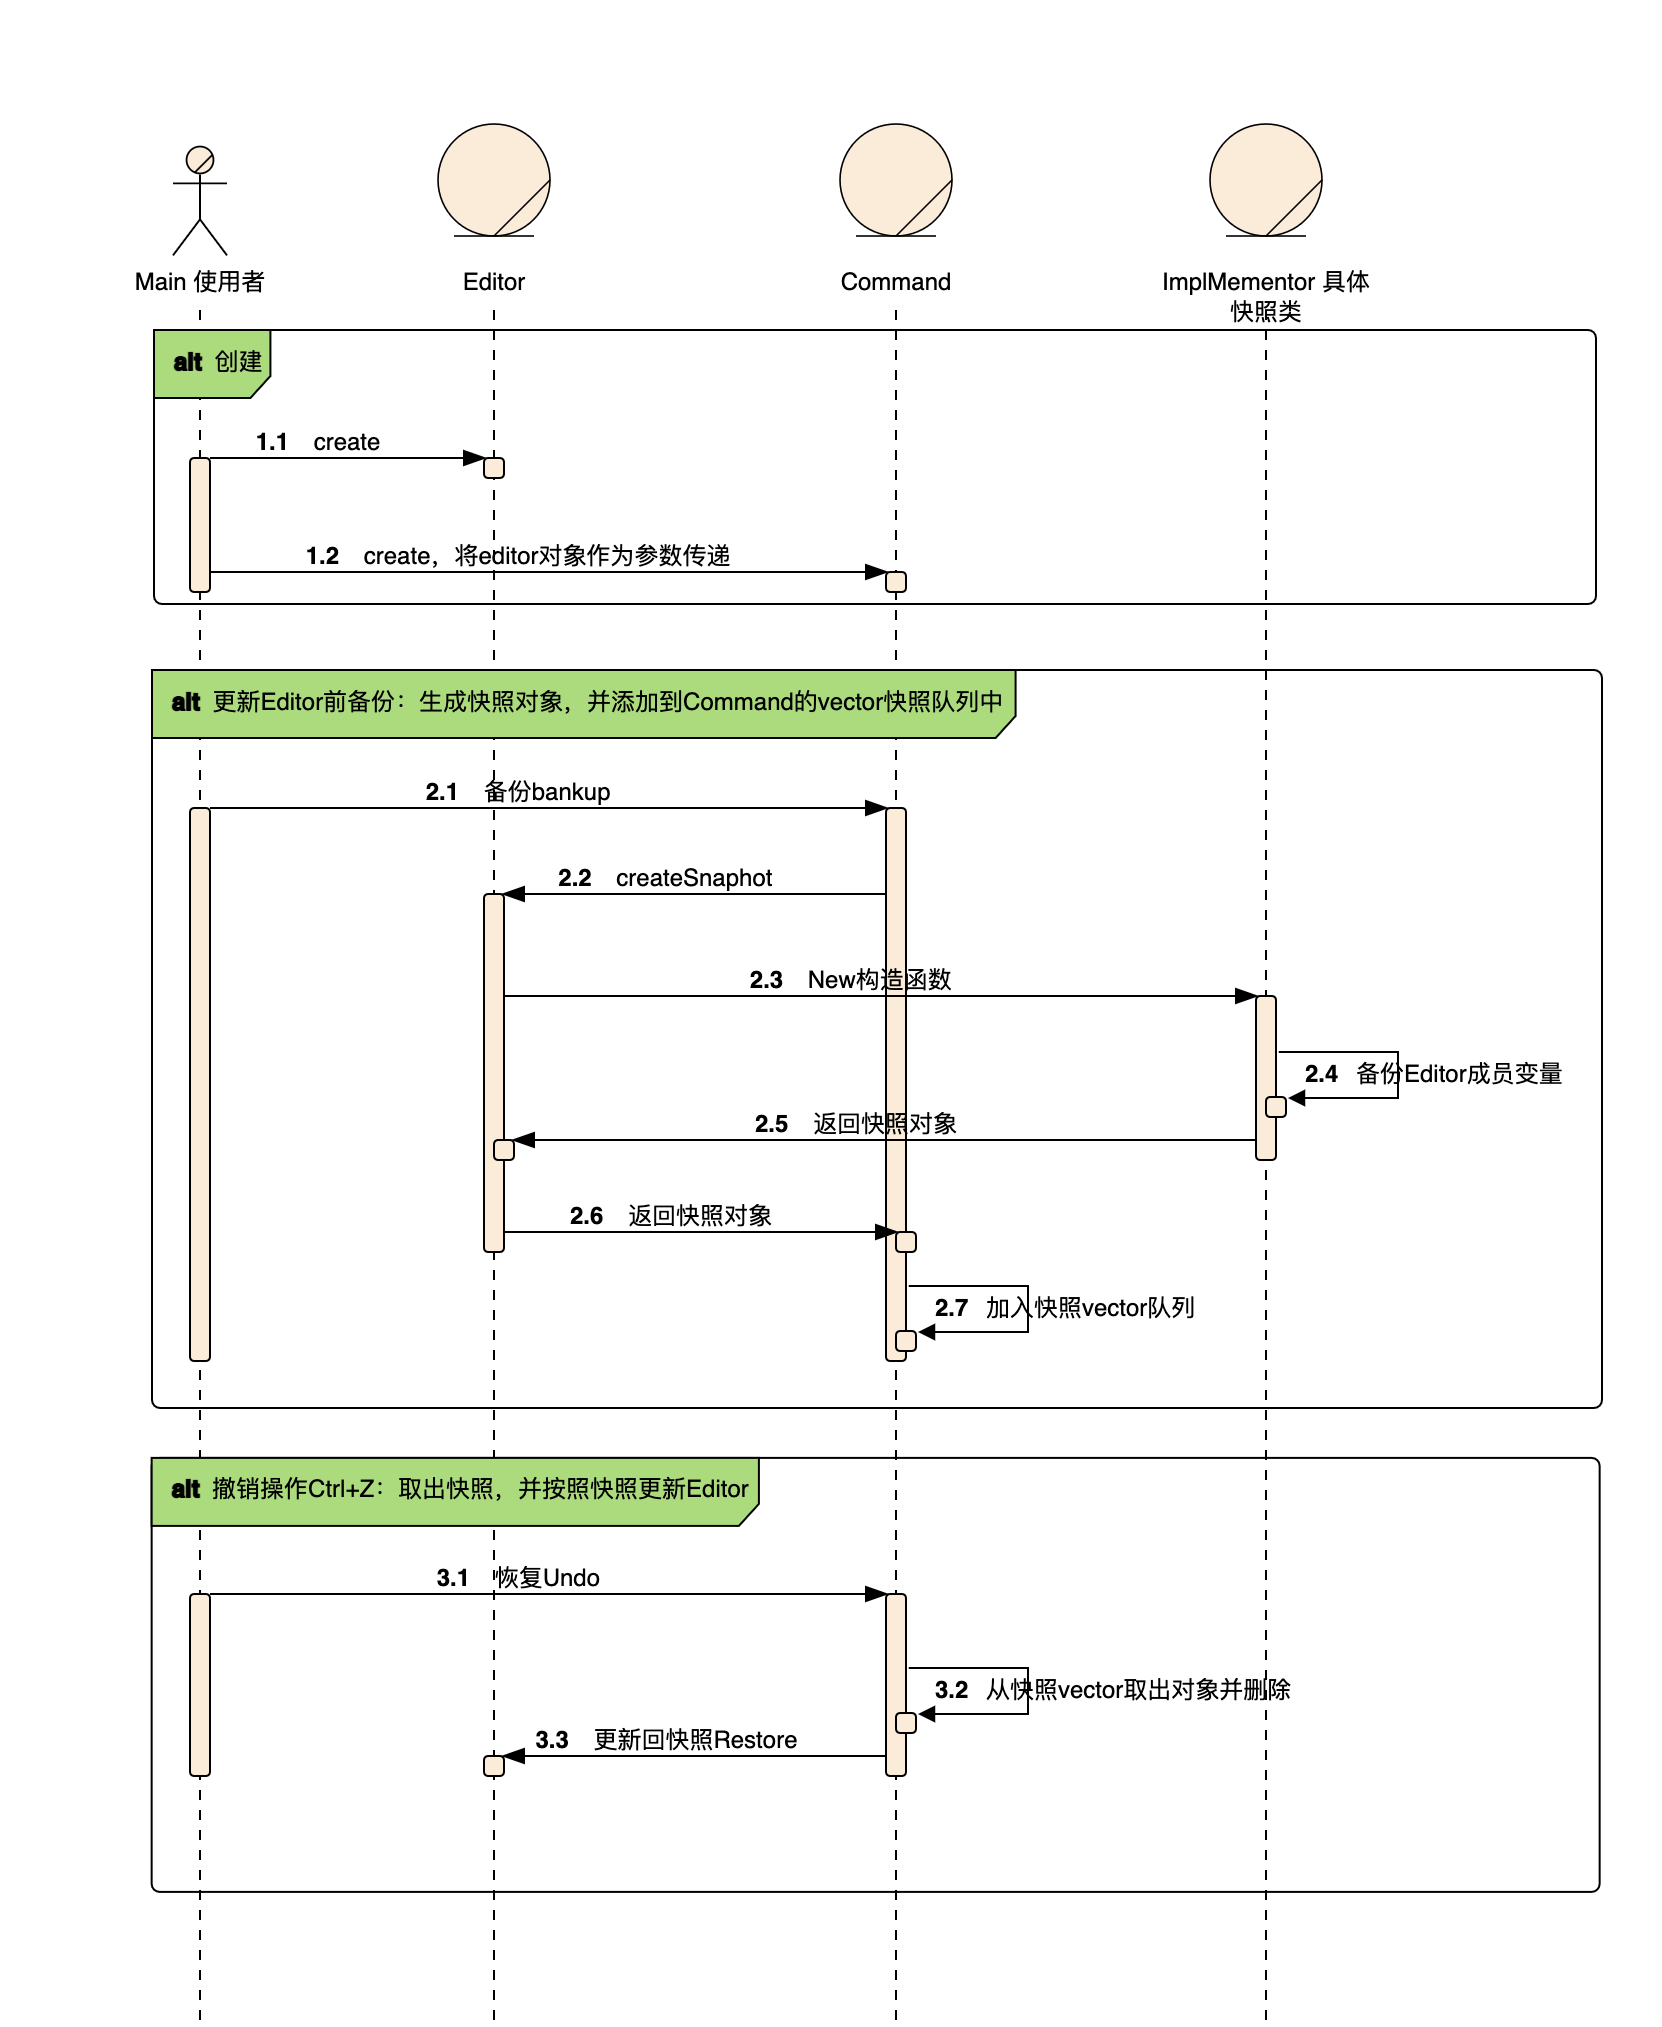 Main 使用者
Editor
Command
ImplMementor 具体
快照类
alt 创建
1.1 create
1.2 create，将editor对象作为参数传递
alt 更新Editor前备份：生成快照对象，并添加到Command的vector快照队列中
2.1 备份bankup
2.2 createSnaphot
2.3 New构造函数
2.4 备份Editor成员变量
2.5 返回快照对象
2.6 返回快照对象
2.7 加入快照vector队列
alt 撤销操作Ctrl+Z：取出快照，并按照快照更新Editor
3.1 恢复Undo
3.2 从快照vector取出对象并删除
3.3 更新回快照Restore